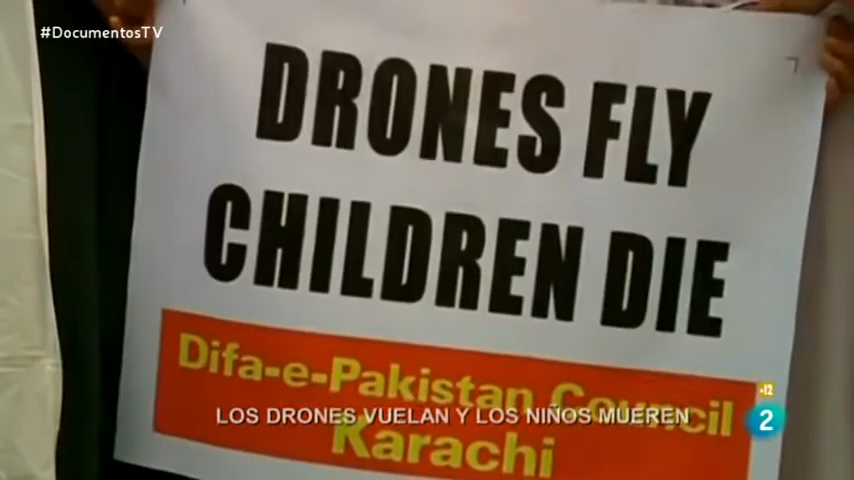 #DocumentosTV
DRONES FLY
CHILDREN DIE
Difa-e-Pakistan Council
LOS DRONES VUELAN Y LOS NIÑOS MUEREN
Karachi
+12
2